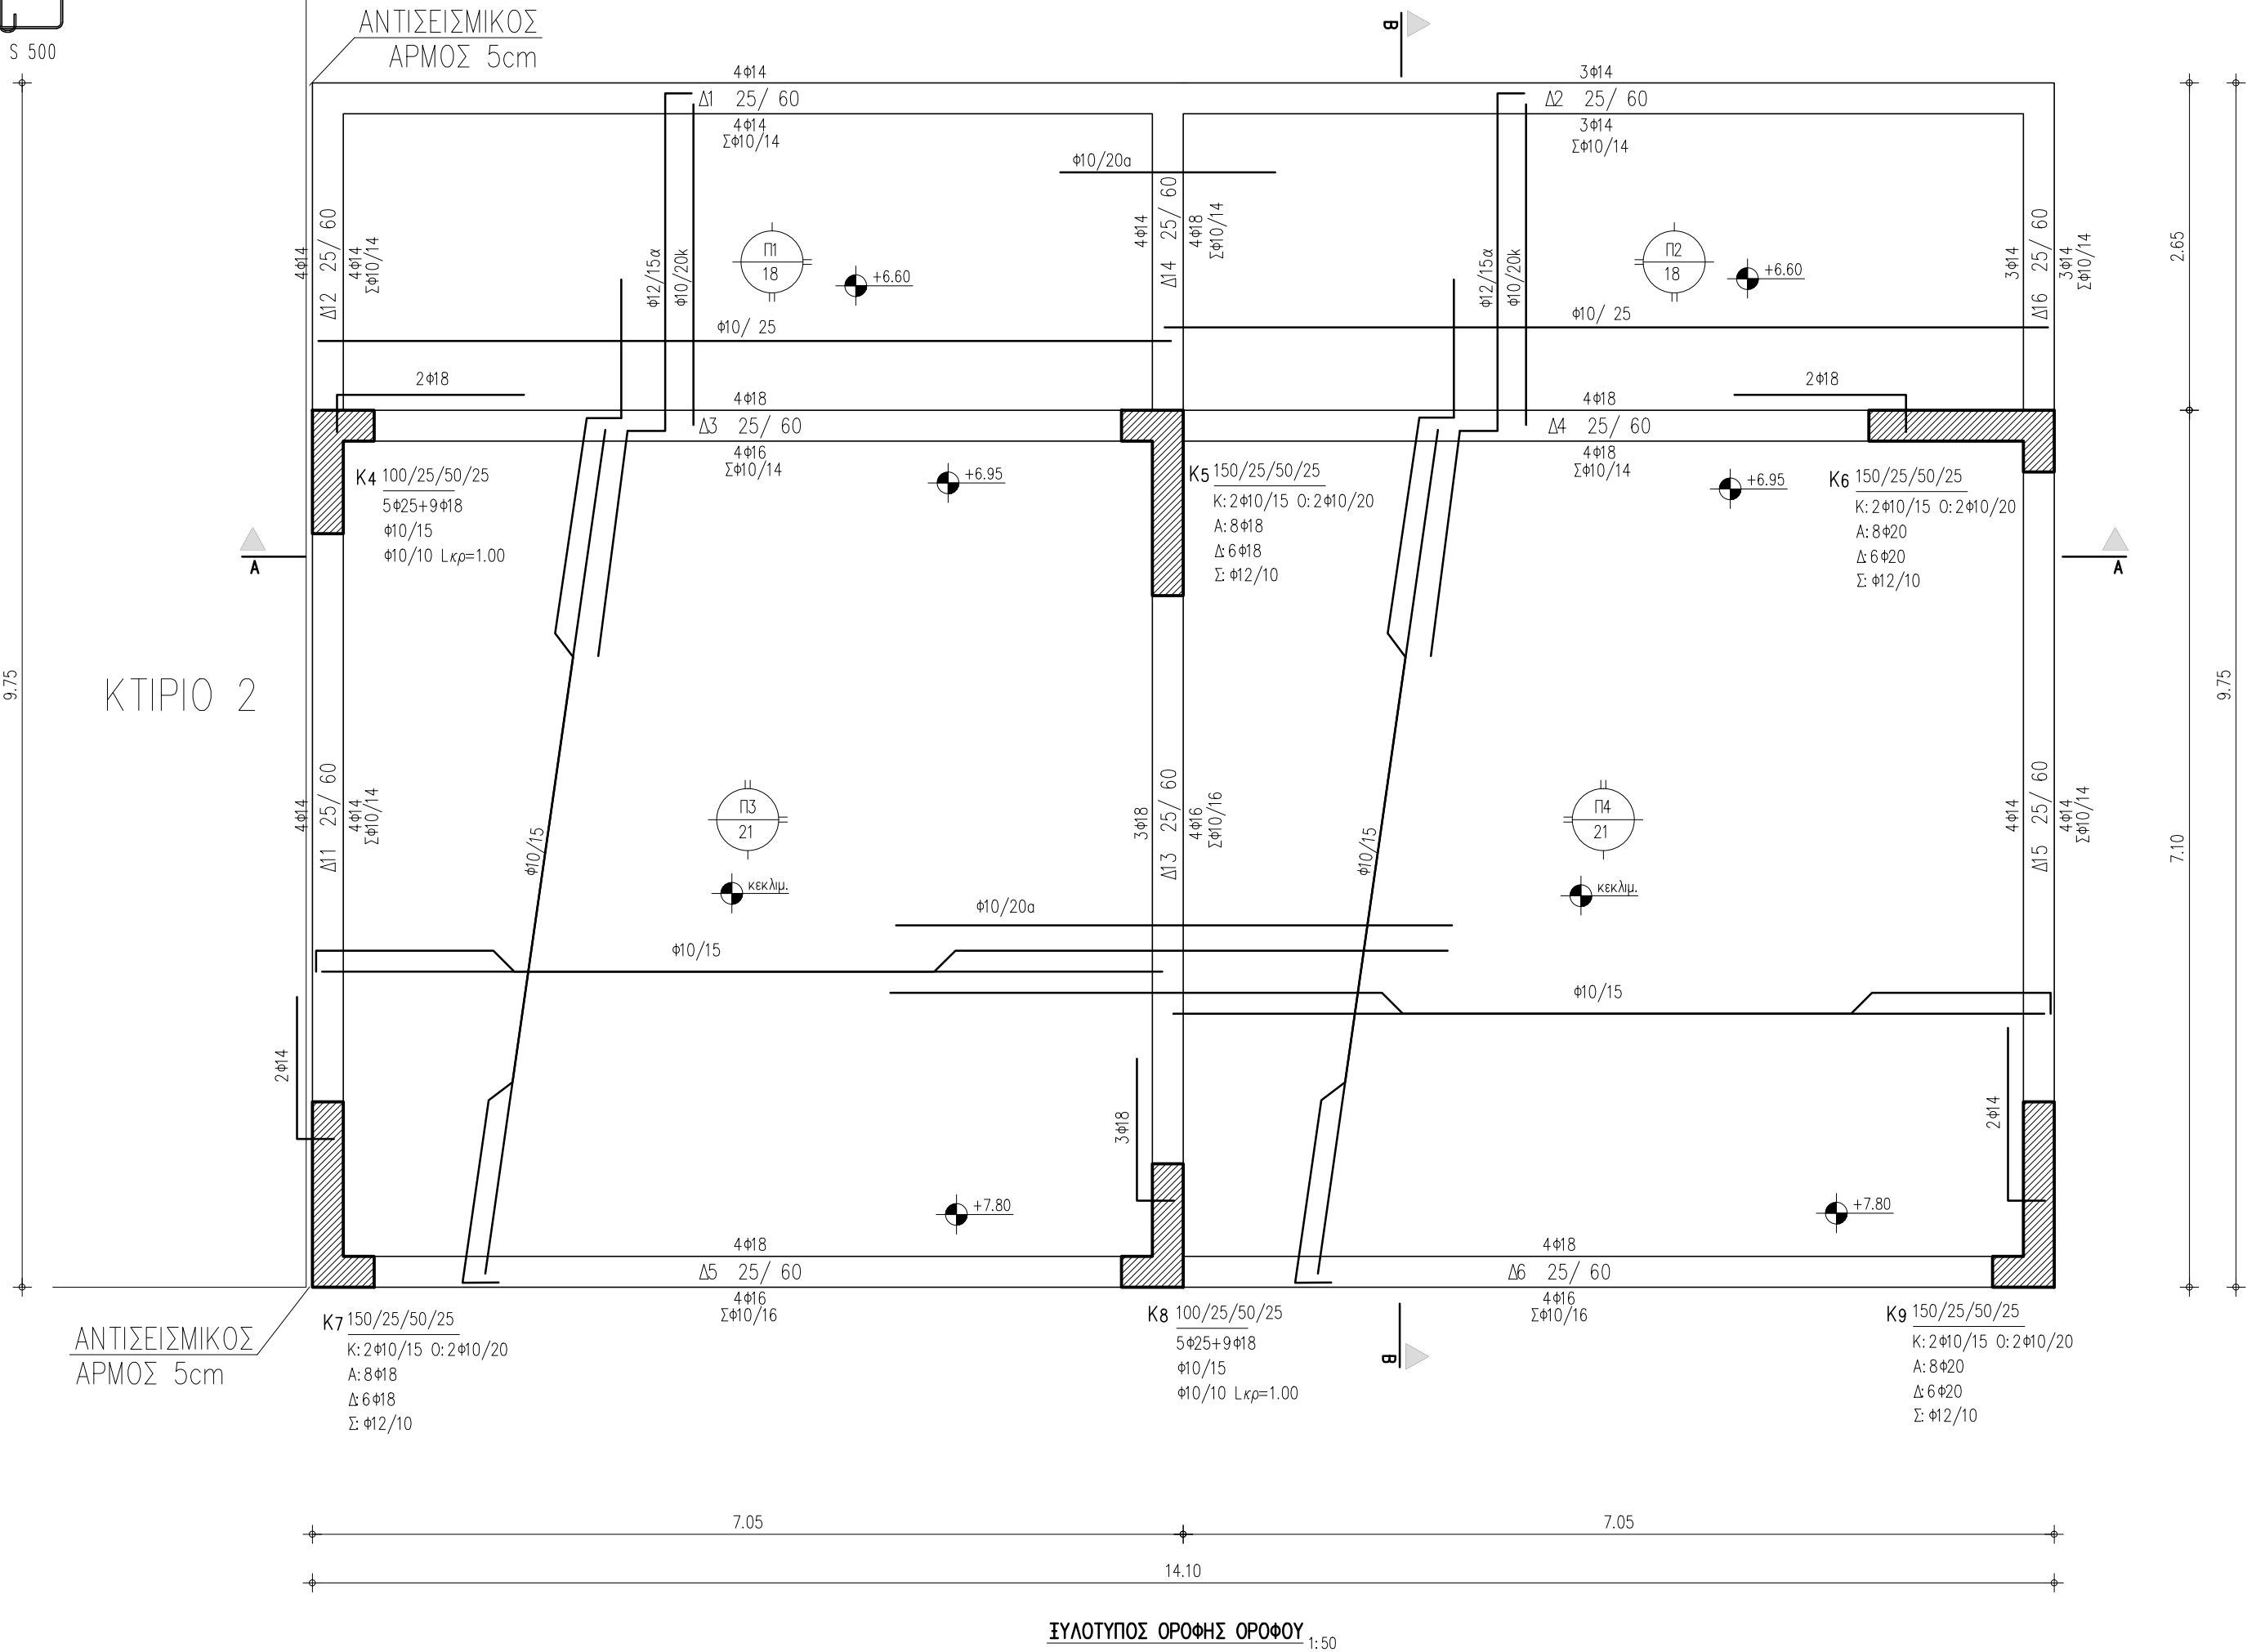 S 500
ΑΝΤΙΣΕΙΣΜΙΚΟΣ
ΑΡΜΟΣ 5cm
B
4Φ14
Δ1 25/ 60
4Φ14
ΣΦ10/14
3Φ14
Δ2 25/ 60
3Φ14
ΣΦ10/14
Φ10/20a
Δ12 25/ 60
4Φ14
4Φ14
ΣΦ10/14
Φ12/15α
Φ10/20k
Π1
18
+6.60
Δ14 25/ 60
4Φ14
4Φ18
ΣΦ10/14
Φ12/15α
Φ10/20k
Π2
18
+6.60
Δ16 25/ 60
3Φ14
3Φ14
ΣΦ10/14
2.65
Φ10/ 25
Φ10/ 25
2Φ18
2Φ18
4Φ18
Δ3 25/ 60
4Φ16
ΣΦ10/14
4Φ18
Δ4 25/ 60
4Φ18
ΣΦ10/14
K4 100/25/50/25
5Φ25+9Φ18
Φ10/15
Φ10/10 Lκρ=1.00
+6.95
K5 150/25/50/25
K: 2Φ10/15 O: 2Φ10/20
A: 8Φ18
Δ: 6Φ18
Σ: Φ12/10
+6.95
K6 150/25/50/25
K: 2Φ10/15 O: 2Φ10/20
A: 8Φ20
Δ: 6Φ20
Σ: Φ12/10
A
A
9.75
ΚΤΙΡΙΟ 2
9.75
7.10
Δ11 25/ 60
4Φ14
4Φ14
ΣΦ10/14
Φ10/15
Π3
21
κεκλιμ.
Δ13 25/ 60
3Φ18
4Φ16
ΣΦ10/16
Φ10/15
Π4
21
κεκλιμ.
Δ15 25/ 60
4Φ14
4Φ14
ΣΦ10/14
Φ10/20a
Φ10/15
Φ10/15
2Φ14
3Φ18
2Φ14
+7.80
+7.80
4Φ18
Δ5 25/ 60
4Φ16
ΣΦ10/16
4Φ18
Δ6 25/ 60
4Φ16
ΣΦ10/16
ΑΝΤΙΣΕΙΣΜΙΚΟΣ
ΑΡΜΟΣ 5cm
K7 150/25/50/25
K: 2Φ10/15 O: 2Φ10/20
A: 8Φ18
Δ: 6Φ18
Σ: Φ12/10
K8 100/25/50/25
5Φ25+9Φ18
Φ10/15
Φ10/10 Lκρ=1.00
B
K9 150/25/50/25
K: 2Φ10/15 O: 2Φ10/20
A: 8Φ20
Δ: 6Φ20
Σ: Φ12/10
7.05
7.05
14.10
ΞΥΛΟΤΥΠΟΣ ΟΡΟΦΗΣ ΟΡΟΦΟΥ 1:50